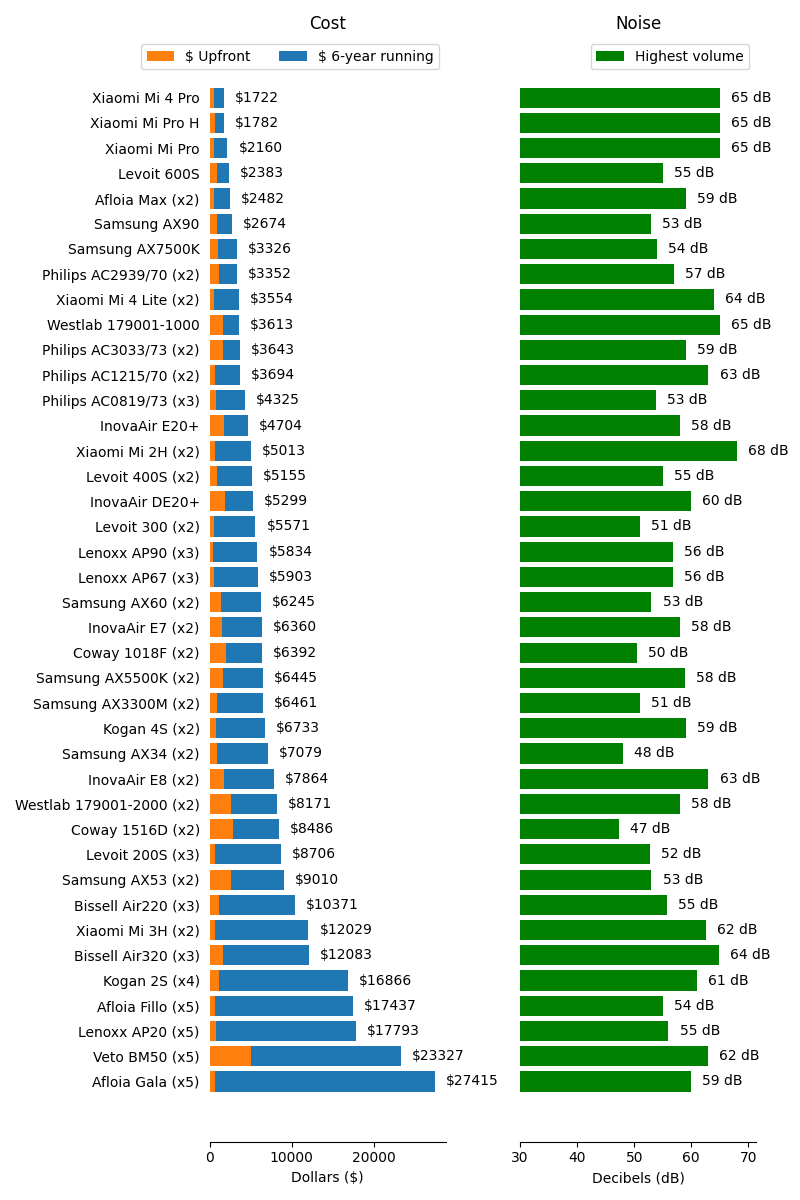 Cost Noise
$ Upfront $ 6-year running Highest volume
Xiaomi Mi 4 Pro $1722 65 dB
Xiaomi Mi Pro H $1782 65 dB
Xiaomi Mi Pro $2160 65 dB
Levoit 600S $2383 55 dB
Afloia Max (x2) $2482 59 dB
Samsung AX90 $2674 53 dB
Samsung AX7500K $3326 54 dB
Philips AC2939/70 (x2) $3352 57 dB
Xiaomi Mi 4 Lite (x2) $3554 64 dB
Westlab 179001-1000 $3613 65 dB
Philips AC3033/73 (x2) $3643 59 dB
Philips AC1215/70 (x2) $3694 63 dB
Philips AC0819/73 (x3) $4325 53 dB
InovaAir E20+ $4704 58 dB
Xiaomi Mi 2H (x2) $5013 68 dB
Levoit 400S (x2) $5155 55 dB
InovaAir DE20+ $5299 60 dB
Levoit 300 (x2) $5571 51 dB
Lenoxx AP90 (x3) $5834 56 dB
Lenoxx AP67 (x3) $5903 56 dB
Samsung AX60 (x2) $6245 53 dB
InovaAir E7 (x2) $6360 58 dB
Coway 1018F (x2) $6392 50 dB
Samsung AX5500K (x2) $6445 58 dB
Samsung AX3300M (x2) $6461 51 dB
Kogan 4S (x2) $6733 59 dB
Samsung AX34 (x2) $7079 48 dB
InovaAir E8 (x2) $7864 63 dB
Westlab 179001-2000 (x2) $8171 58 dB
Coway 1516D (x2) $8486 47 dB
Levoit 200S (x3) $8706 52 dB
Samsung AX53 (x2) $9010 53 dB
Bissell Air220 (x3) $10371 55 dB
Xiaomi Mi 3H (x2) $12029 62 dB
Bissell Air320 (x3) $12083 64 dB
Kogan 2S (x4) $16866 61 dB
Afloia Fillo (x5) $17437 54 dB
Lenoxx AP20 (x5) $17793 55 dB
Veto BM50 (x5) $23327 62 dB
Afloia Gala (x5) $27415 59 dB
0 10000 20000 30 40 50 60 70
Dollars ($) Decibels (dB)